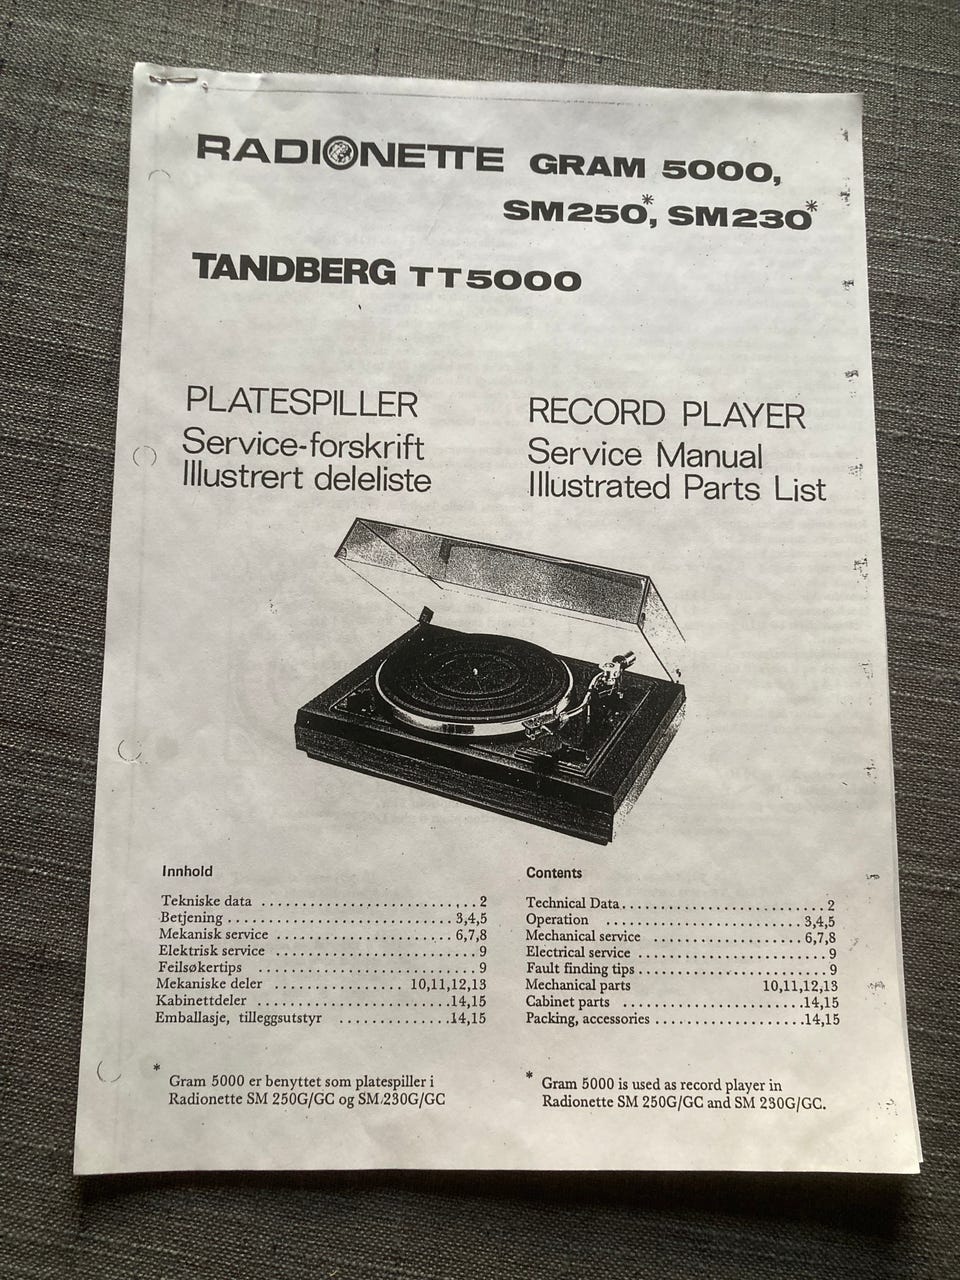 RADIONETTE GRAM 5000,
SM250*, SM230*
TANDBERG TT5000
PLATESPILLER
Service-forskrift
Illustrert deleliste
RECORD PLAYER
Service Manual
Illustrated Parts List
Innhold
Tekniske data ........................... 2
Betjening ............................ 3,4,5
Mekanisk service ...................... 6,7,8
Elektrisk service ......................... 9
Feilsøkertips ........................... 9
Mekaniske deler ................ 10,11,12,13
Kabinettdeler ........................14,15
Emballasje, tilleggsutstyr ..............14,15
* Gram 5000 er benyttet som platespiller i
Radionette SM 250G/GC og SM 230G/GC
Contents
Technical Data..........................2
Operation ......................... 3,4,5
Mechanical service ................... 6,7,8
Electrical service ........................ 9
Fault finding tips ........................ 9
Mechanical parts 10,11,12,13
Cabinet parts .......................14,15
Packing, accessories ...................14,15
* Gram 5000 is used as record player in
Radionette SM 250G/GC and SM 230G/GC.